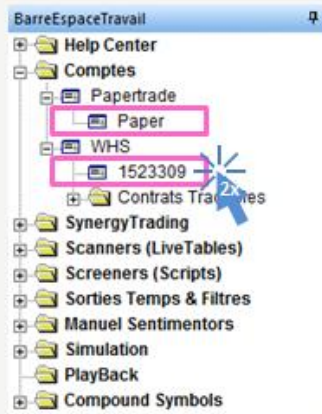 BarreEspaceTravail
Help Center
Comptes
Papertrade
Paper
WHS
1523309
2x
Contrats
SynergyTrading
Scanners (LiveTables)
Screeners (Scripts)
Sorties Temps & Filtres
Manuel Sentimentors
Simulation
PlayBack
Compound Symbols